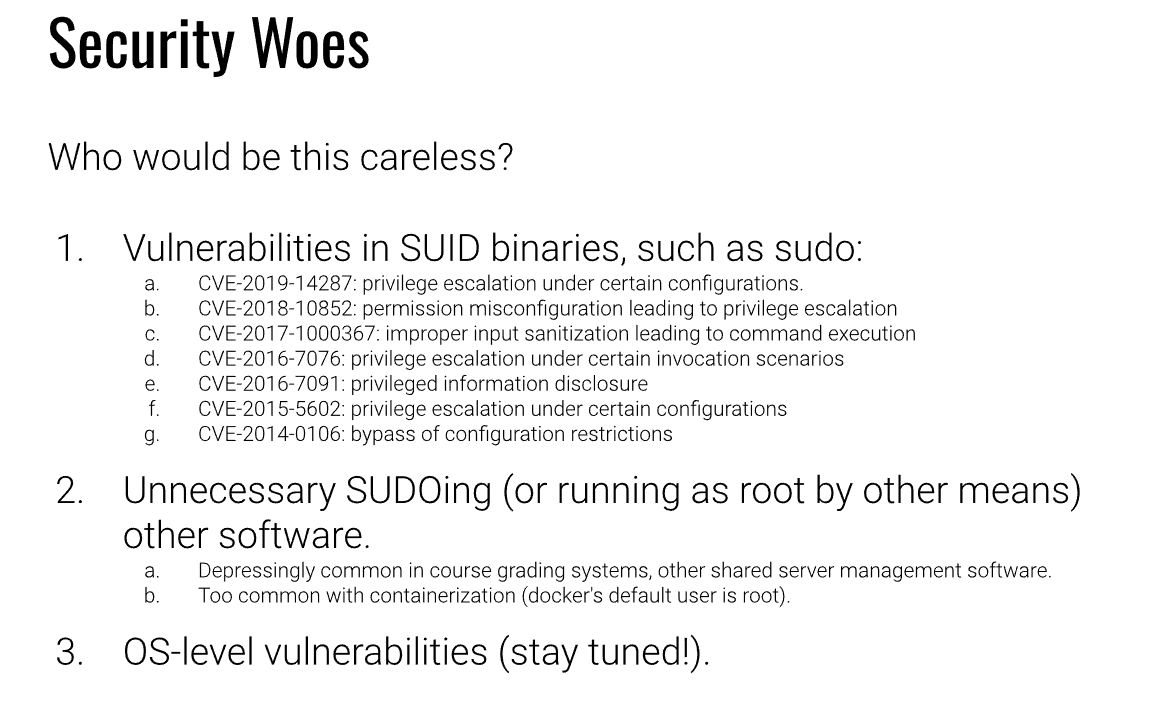 Security Woes
Who would be this careless?
1. Vulnerabilities in SUID binaries, such as sudo:
a. CVE-2019-14287: privilege escalation under certain configurations.
b. CVE-2018-10852: permission misconfiguration leading to privilege escalation
c. CVE-2017-1000367: improper input sanitization leading to command execution
d. CVE-2016-7076: privilege escalation under certain invocation scenarios
e. CVE-2016-7091: privileged information disclosure
f. CVE-2015-5602: privilege escalation under certain configurations
g. CVE-2014-0106: bypass of configuration restrictions
2. Unnecessary SUDOing (or running as root by other means)
other software.
a. Depressingly common in course grading systems, other shared server management software.
b. Too common with containerization (docker's default user is root).
3. OS-level vulnerabilities (stay tuned!).